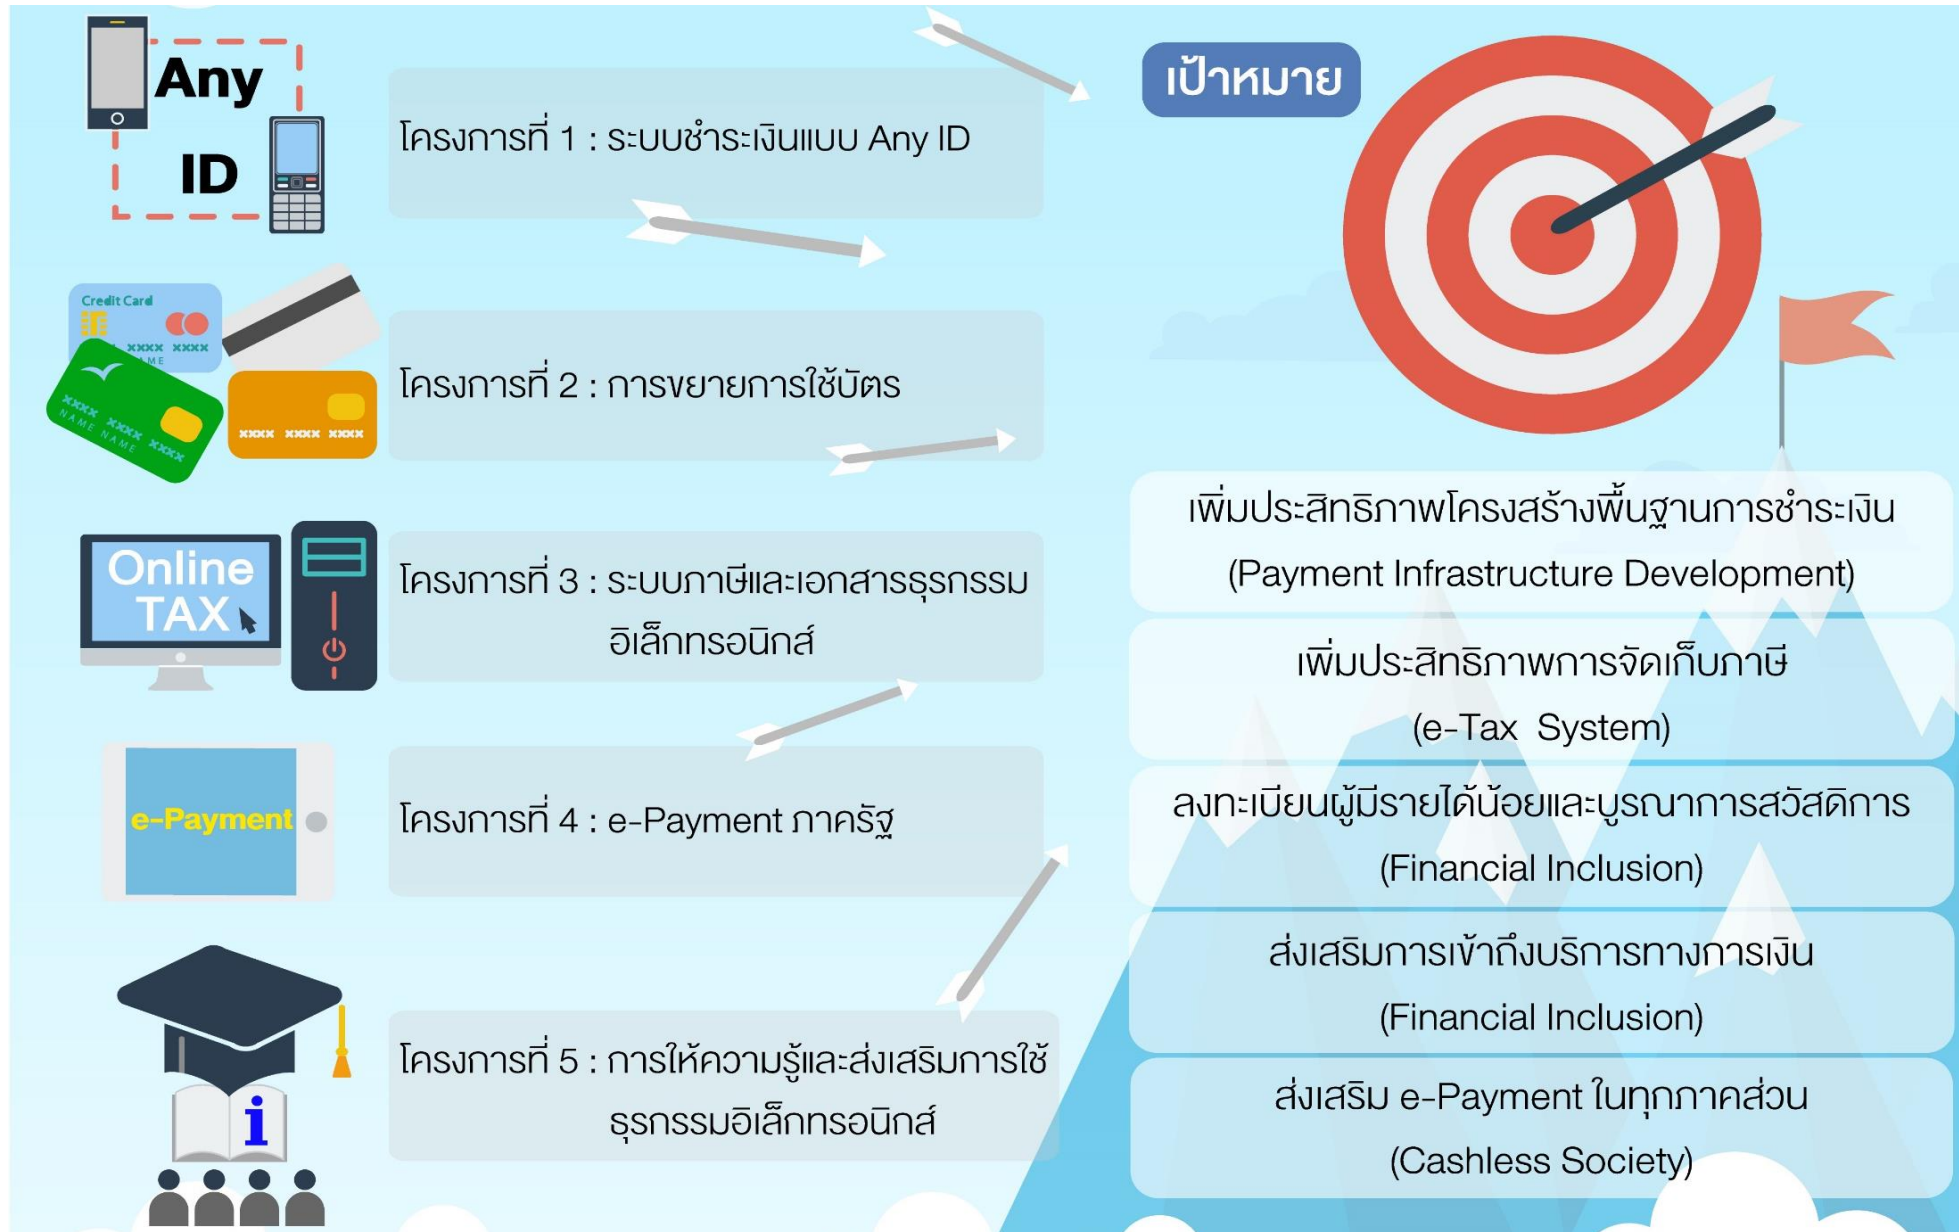 Any
ID
โครงการที่ 1 : ระบบชำระเงินแบบ Any ID
Credit Card
XXXX XXXX
AME
XXXX XXXX XXXX
NAME NAME
XXXX XXXX XXXX
โครงการที่ 2 : การขยายการใช้บัตร
Online
TAX
โครงการที่ 3 : ระบบภาษีและเอกสารธุรกรรม
อิเล็กทรอนิกส์
e-Payment
โครงการที่ 4 : e-Payment ภาครัฐ
i
โครงการที่ 5 : การให้ความรู้และส่งเสริมการใช้
ธุรกรรมอิเล็กทรอนิกส์
เป้าหมาย
เพิ่มประสิทธิภาพโครงสร้างพื้นฐานการชำระเงิน
(Payment Infrastructure Development)
เพิ่มประสิทธิภาพการจัดเก็บภาษี
(e-Tax System)
ลงทะเบียนผู้มีรายได้น้อยและบูรณาการสวัสดิการ
(Financial Inclusion)
ส่งเสริมการเข้าถึงบริการทางการเงิน
(Financial Inclusion)
ส่งเสริม e-Payment ในทุกภาคส่วน
(Cashless Society)